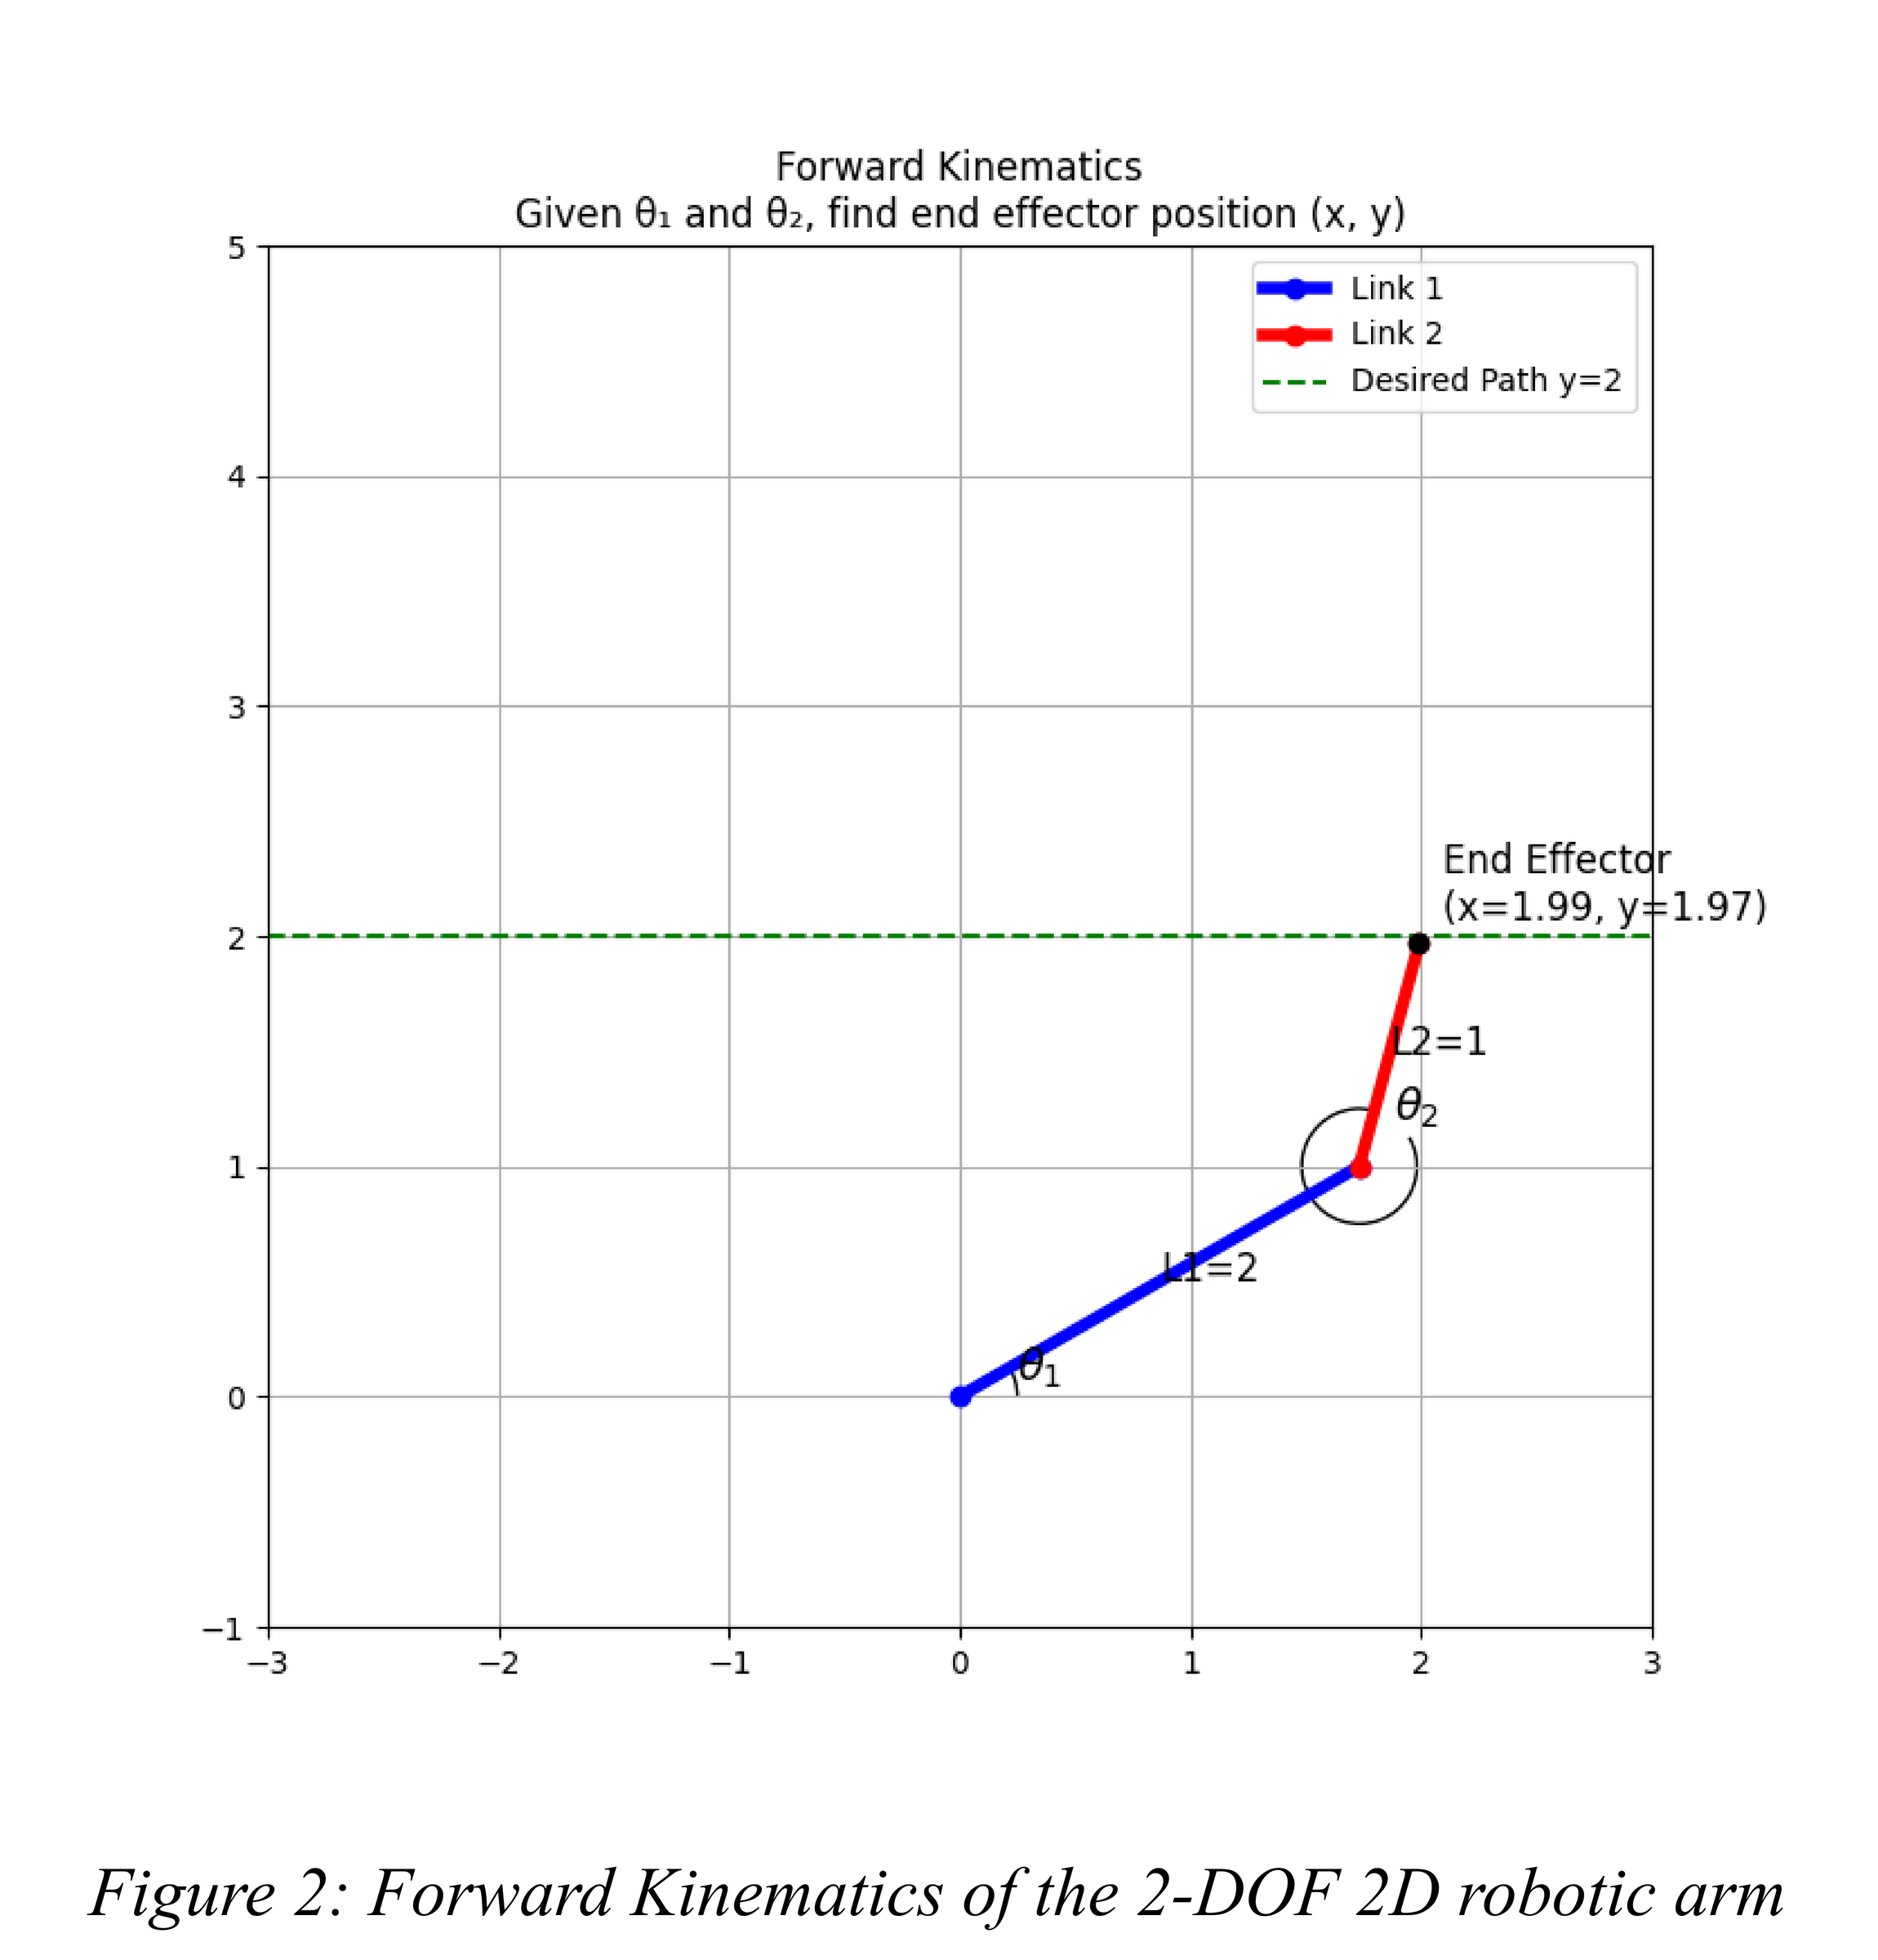 Forward Kinematics
Given θ₁ and θ₂, find end effector position (x, y)
5
Link 1
Link 2
Desired Path y=2
4
3
End Effector
(x=1.99, y=1.97)
2
L2=1
θ₂
1
L1=2
θ₁
0
−1
−3 −2 −1 0 1 2 3
Figure 2: Forward Kinematics of the 2-DOF 2D robotic arm